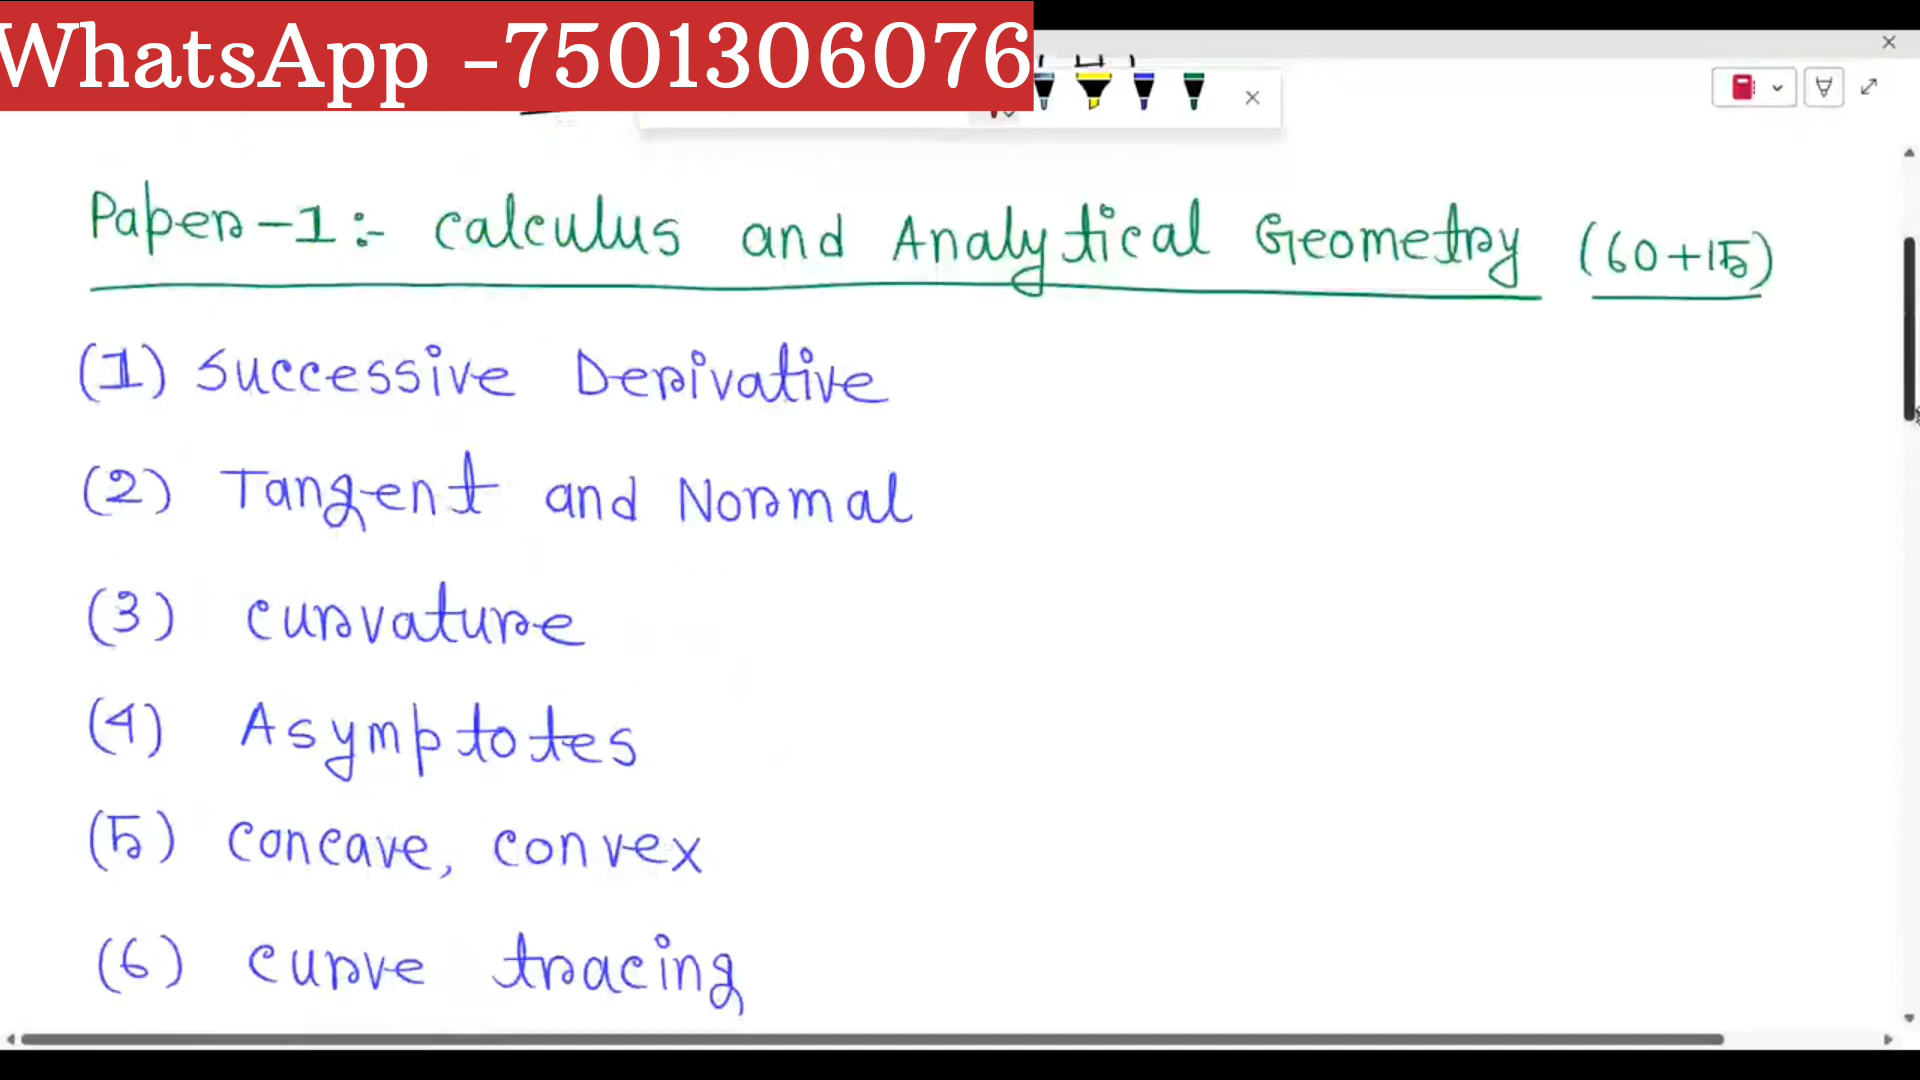 WhatsApp -7501306076
Paper-1:- Calculus and Analytical Geometry (60+15)
(1) Successive Derivative
(2) Tangent and Normal
(3) curvature
(4) Asymptotes
(5) concave, convex
(6) curve tracing